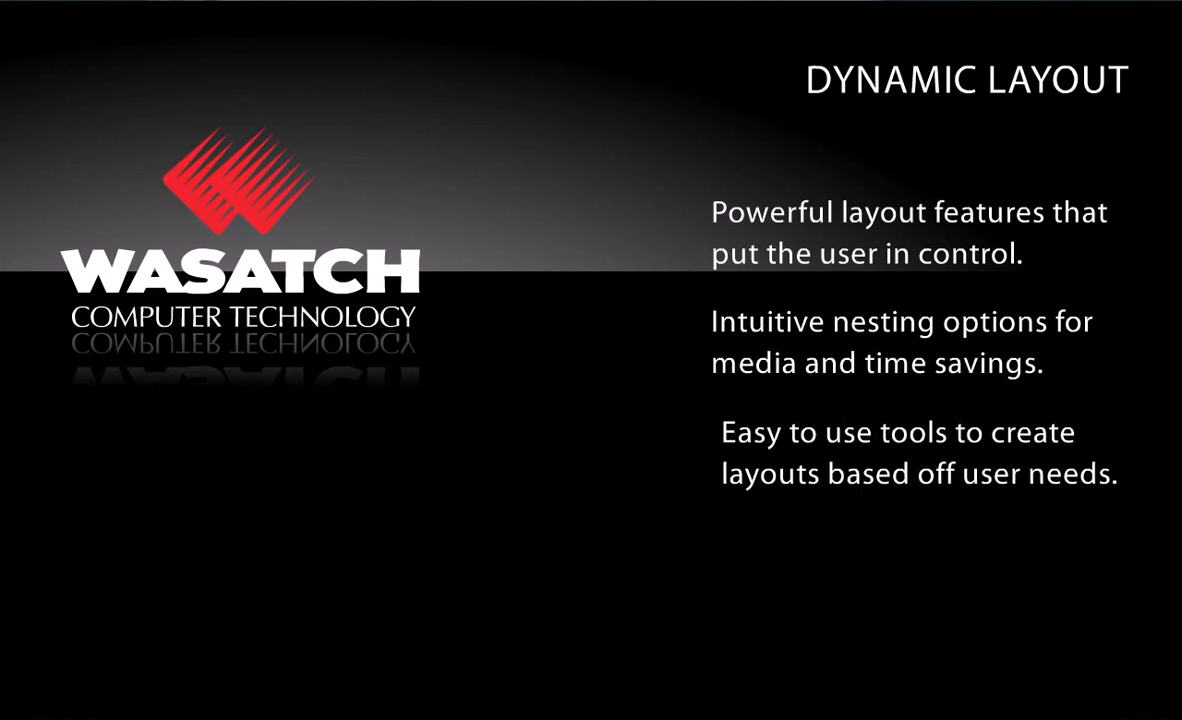 DYNAMIC LAYOUT
WASATCH
COMPUTER TECHNOLOGY
Powerful layout features that
put the user in control.
Intuitive nesting options for
media and time savings.
Easy to use tools to create
layouts based off user needs.